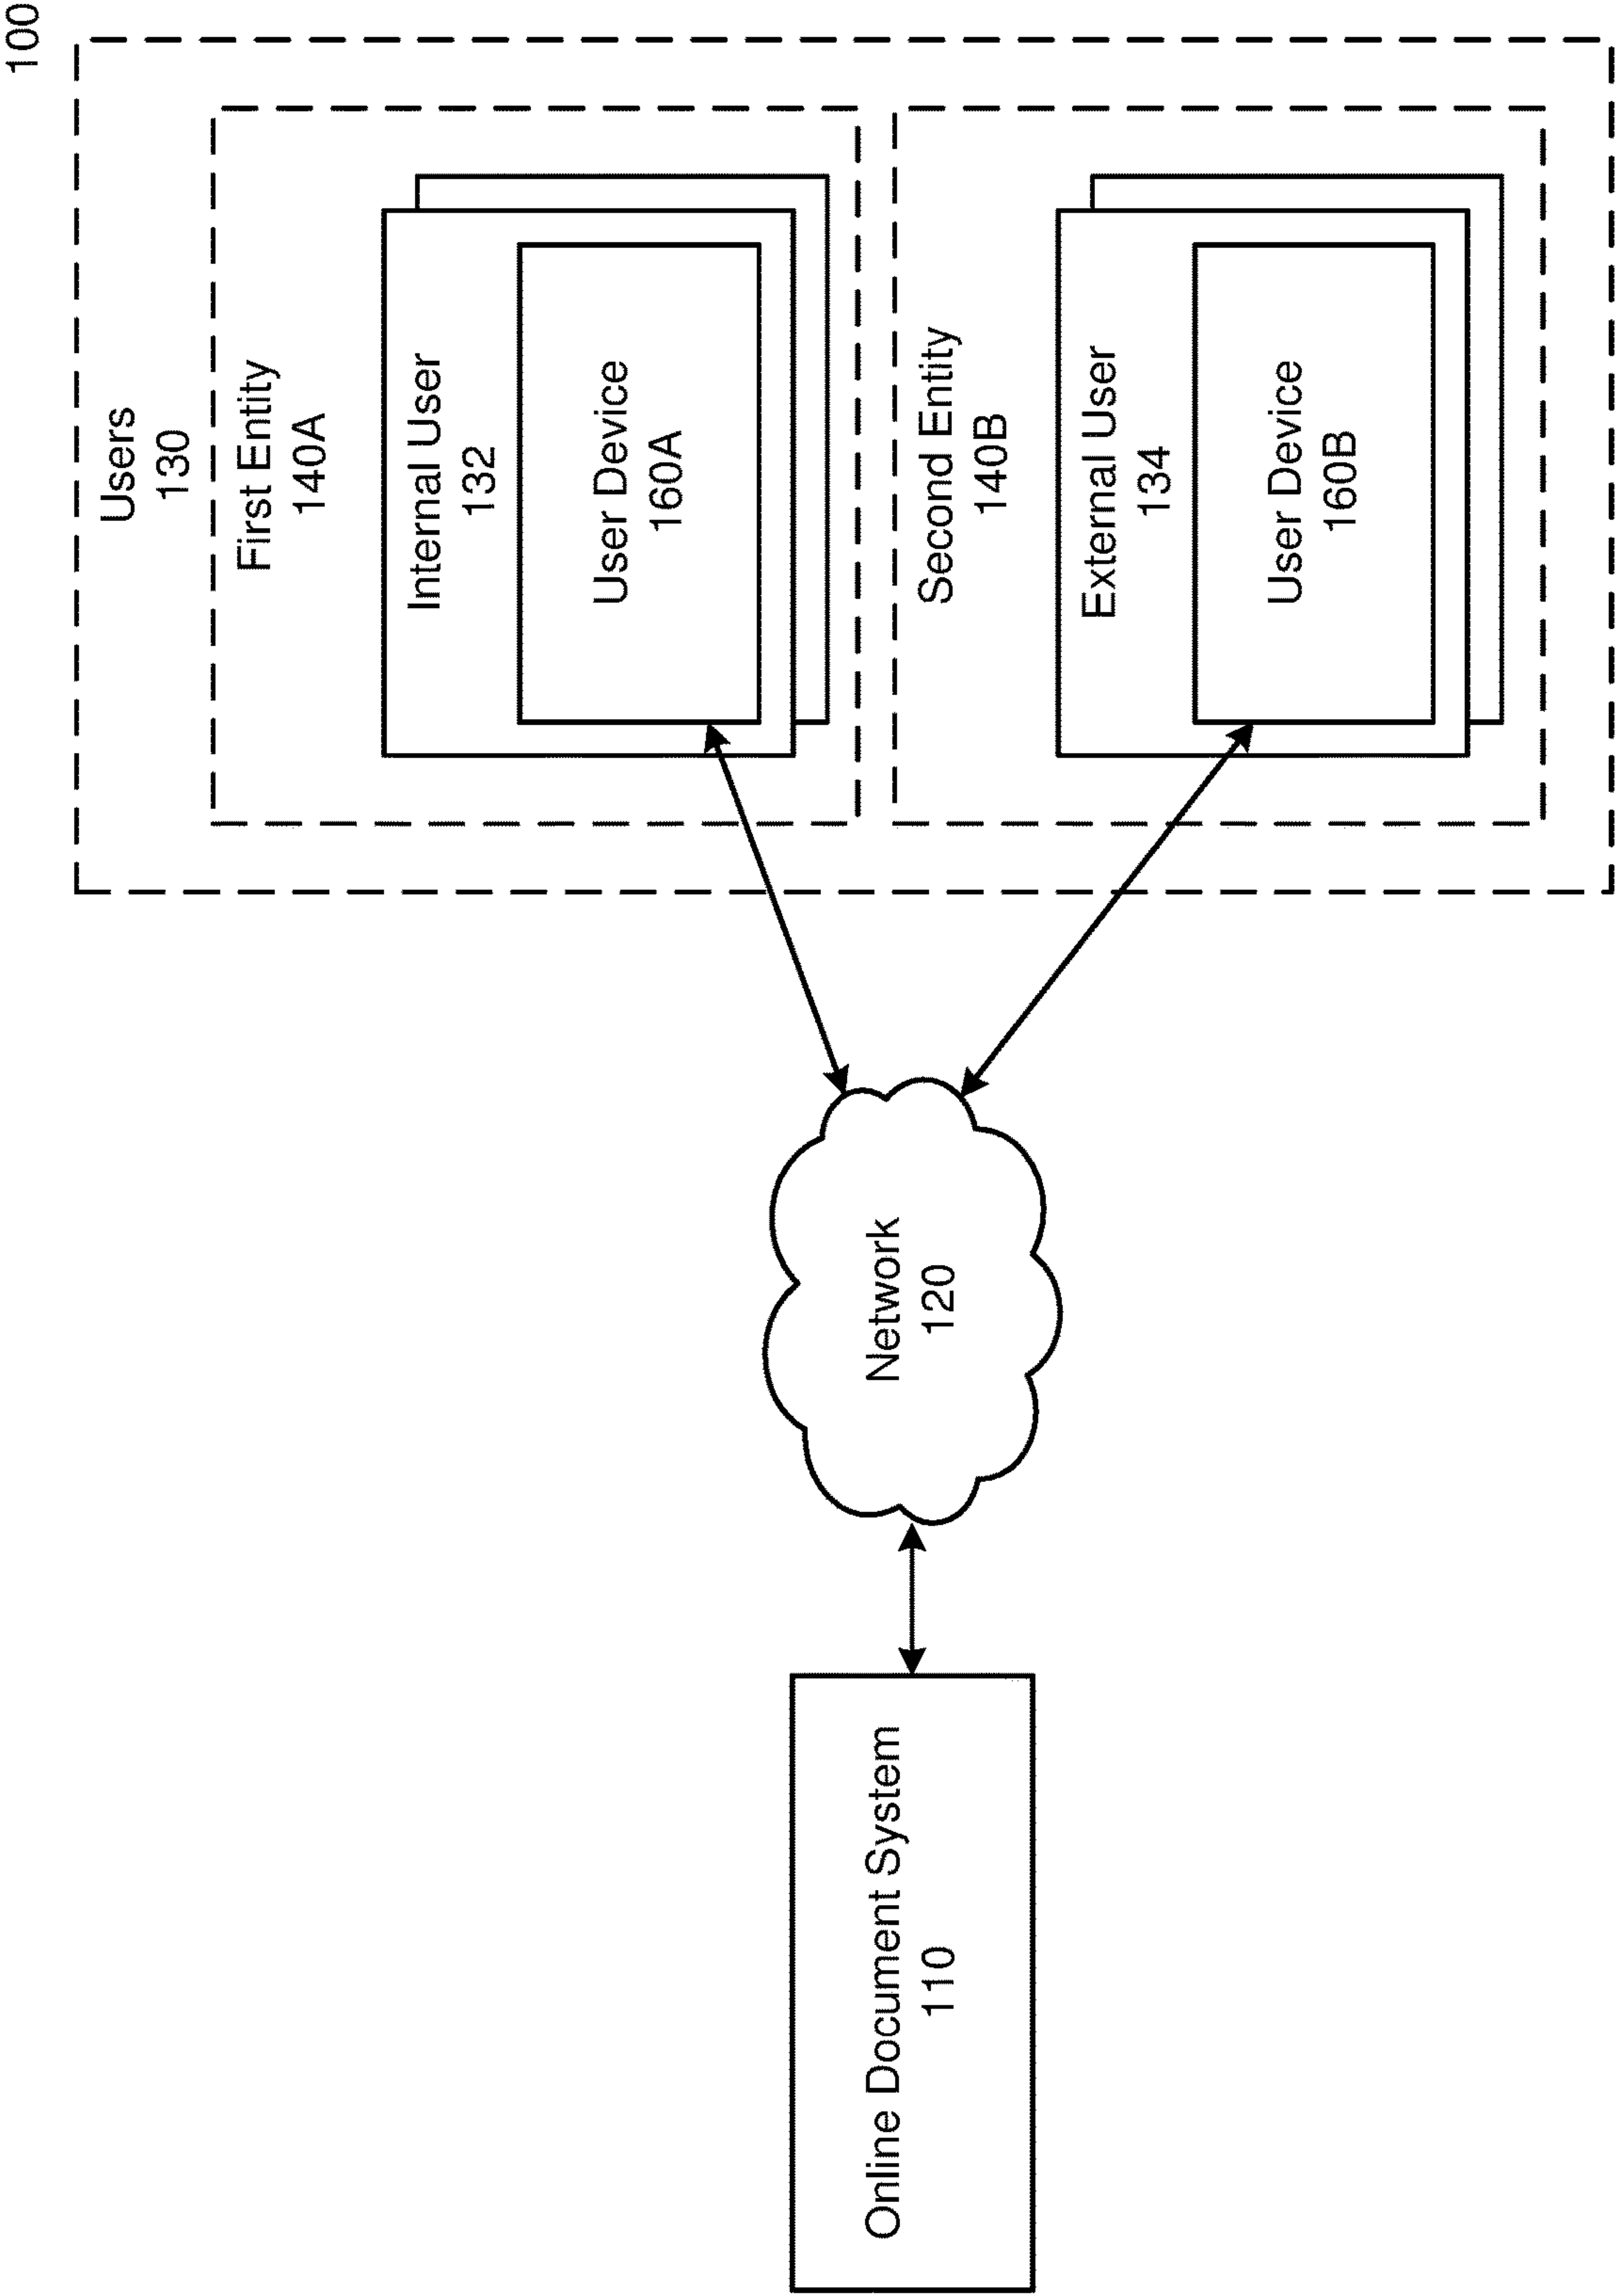 100
Users
130
First Entity
140A
Internal User
132
User Device
160A
Second Entity
140B
External User
134
User Device
160B
Network
120
Online Document System
110